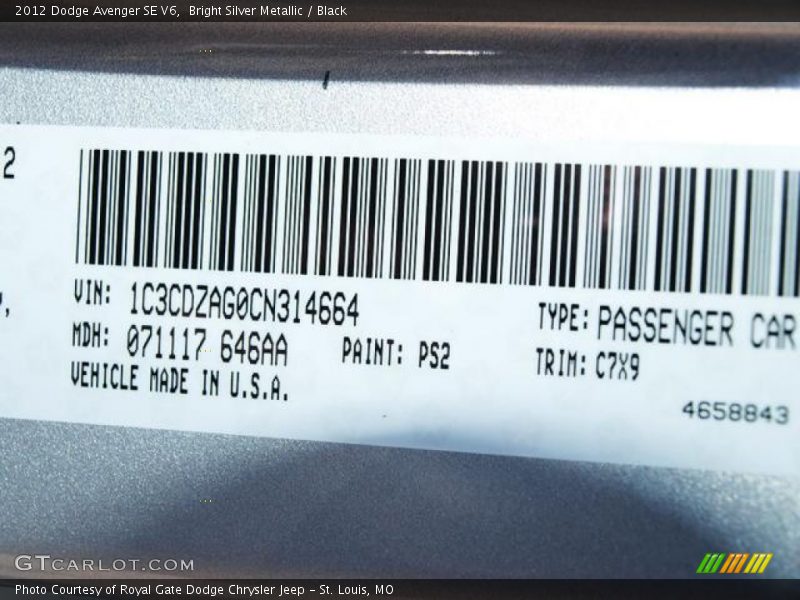 2012 Dodge Avenger SE V6,  Bright Silver Metallic / Black
2
VIN: 1C3CDZAG0CN314664
TYPE: PASSENGER CAR
MDH: 071117 646AA
PAINT: PS2
TRIM: C7X9
VEHICLE MADE IN U.S.A.
4658843
GTCARLOT.COM
Photo Courtesy of Royal Gate Dodge Chrysler Jeep - St. Louis, MO